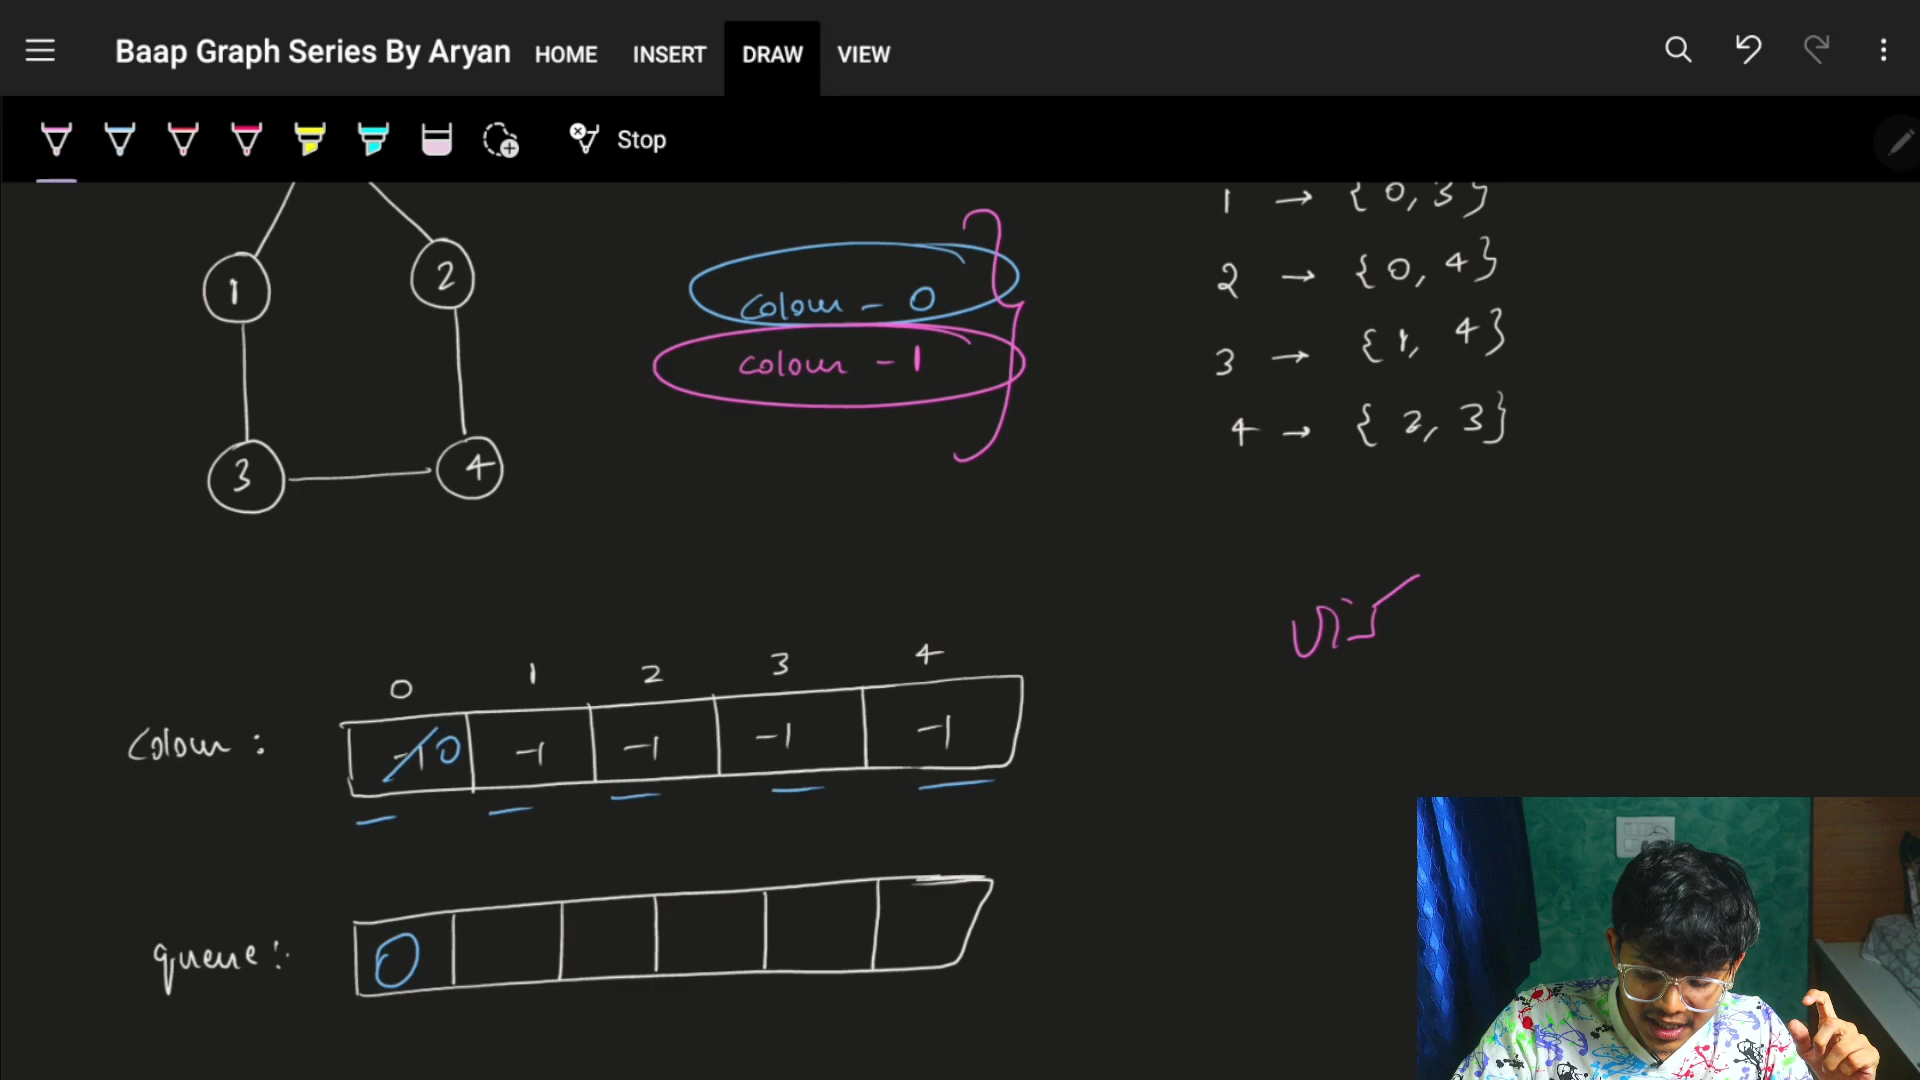 Baap Graph Series By Aryan HOME INSERT DRAW VIEW
Stop
1 → { 0, 3 }
2 → { 0, 4 }
3 → { 1, 4 }
4 → { 2, 3 }
1 2
3 4
colour - 0
colour - 1
vis
0 1 2 3 4
Colour : -1 0 -1 -1 -1 -1
queue : 0